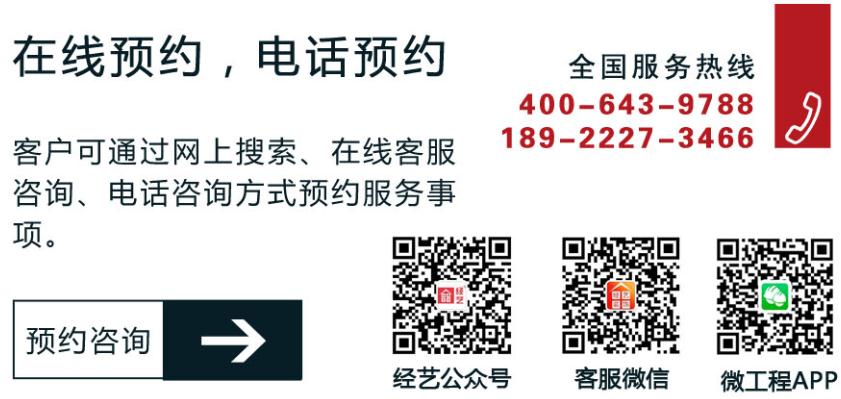 在线预约，电话预约
全国服务热线
400-643-9788
189-2227-3466
客户可通过网上搜索、在线客服
咨询、电话咨询方式预约服务事
项。
预约咨询
经艺
经艺公众号
客服微信
微工程APP